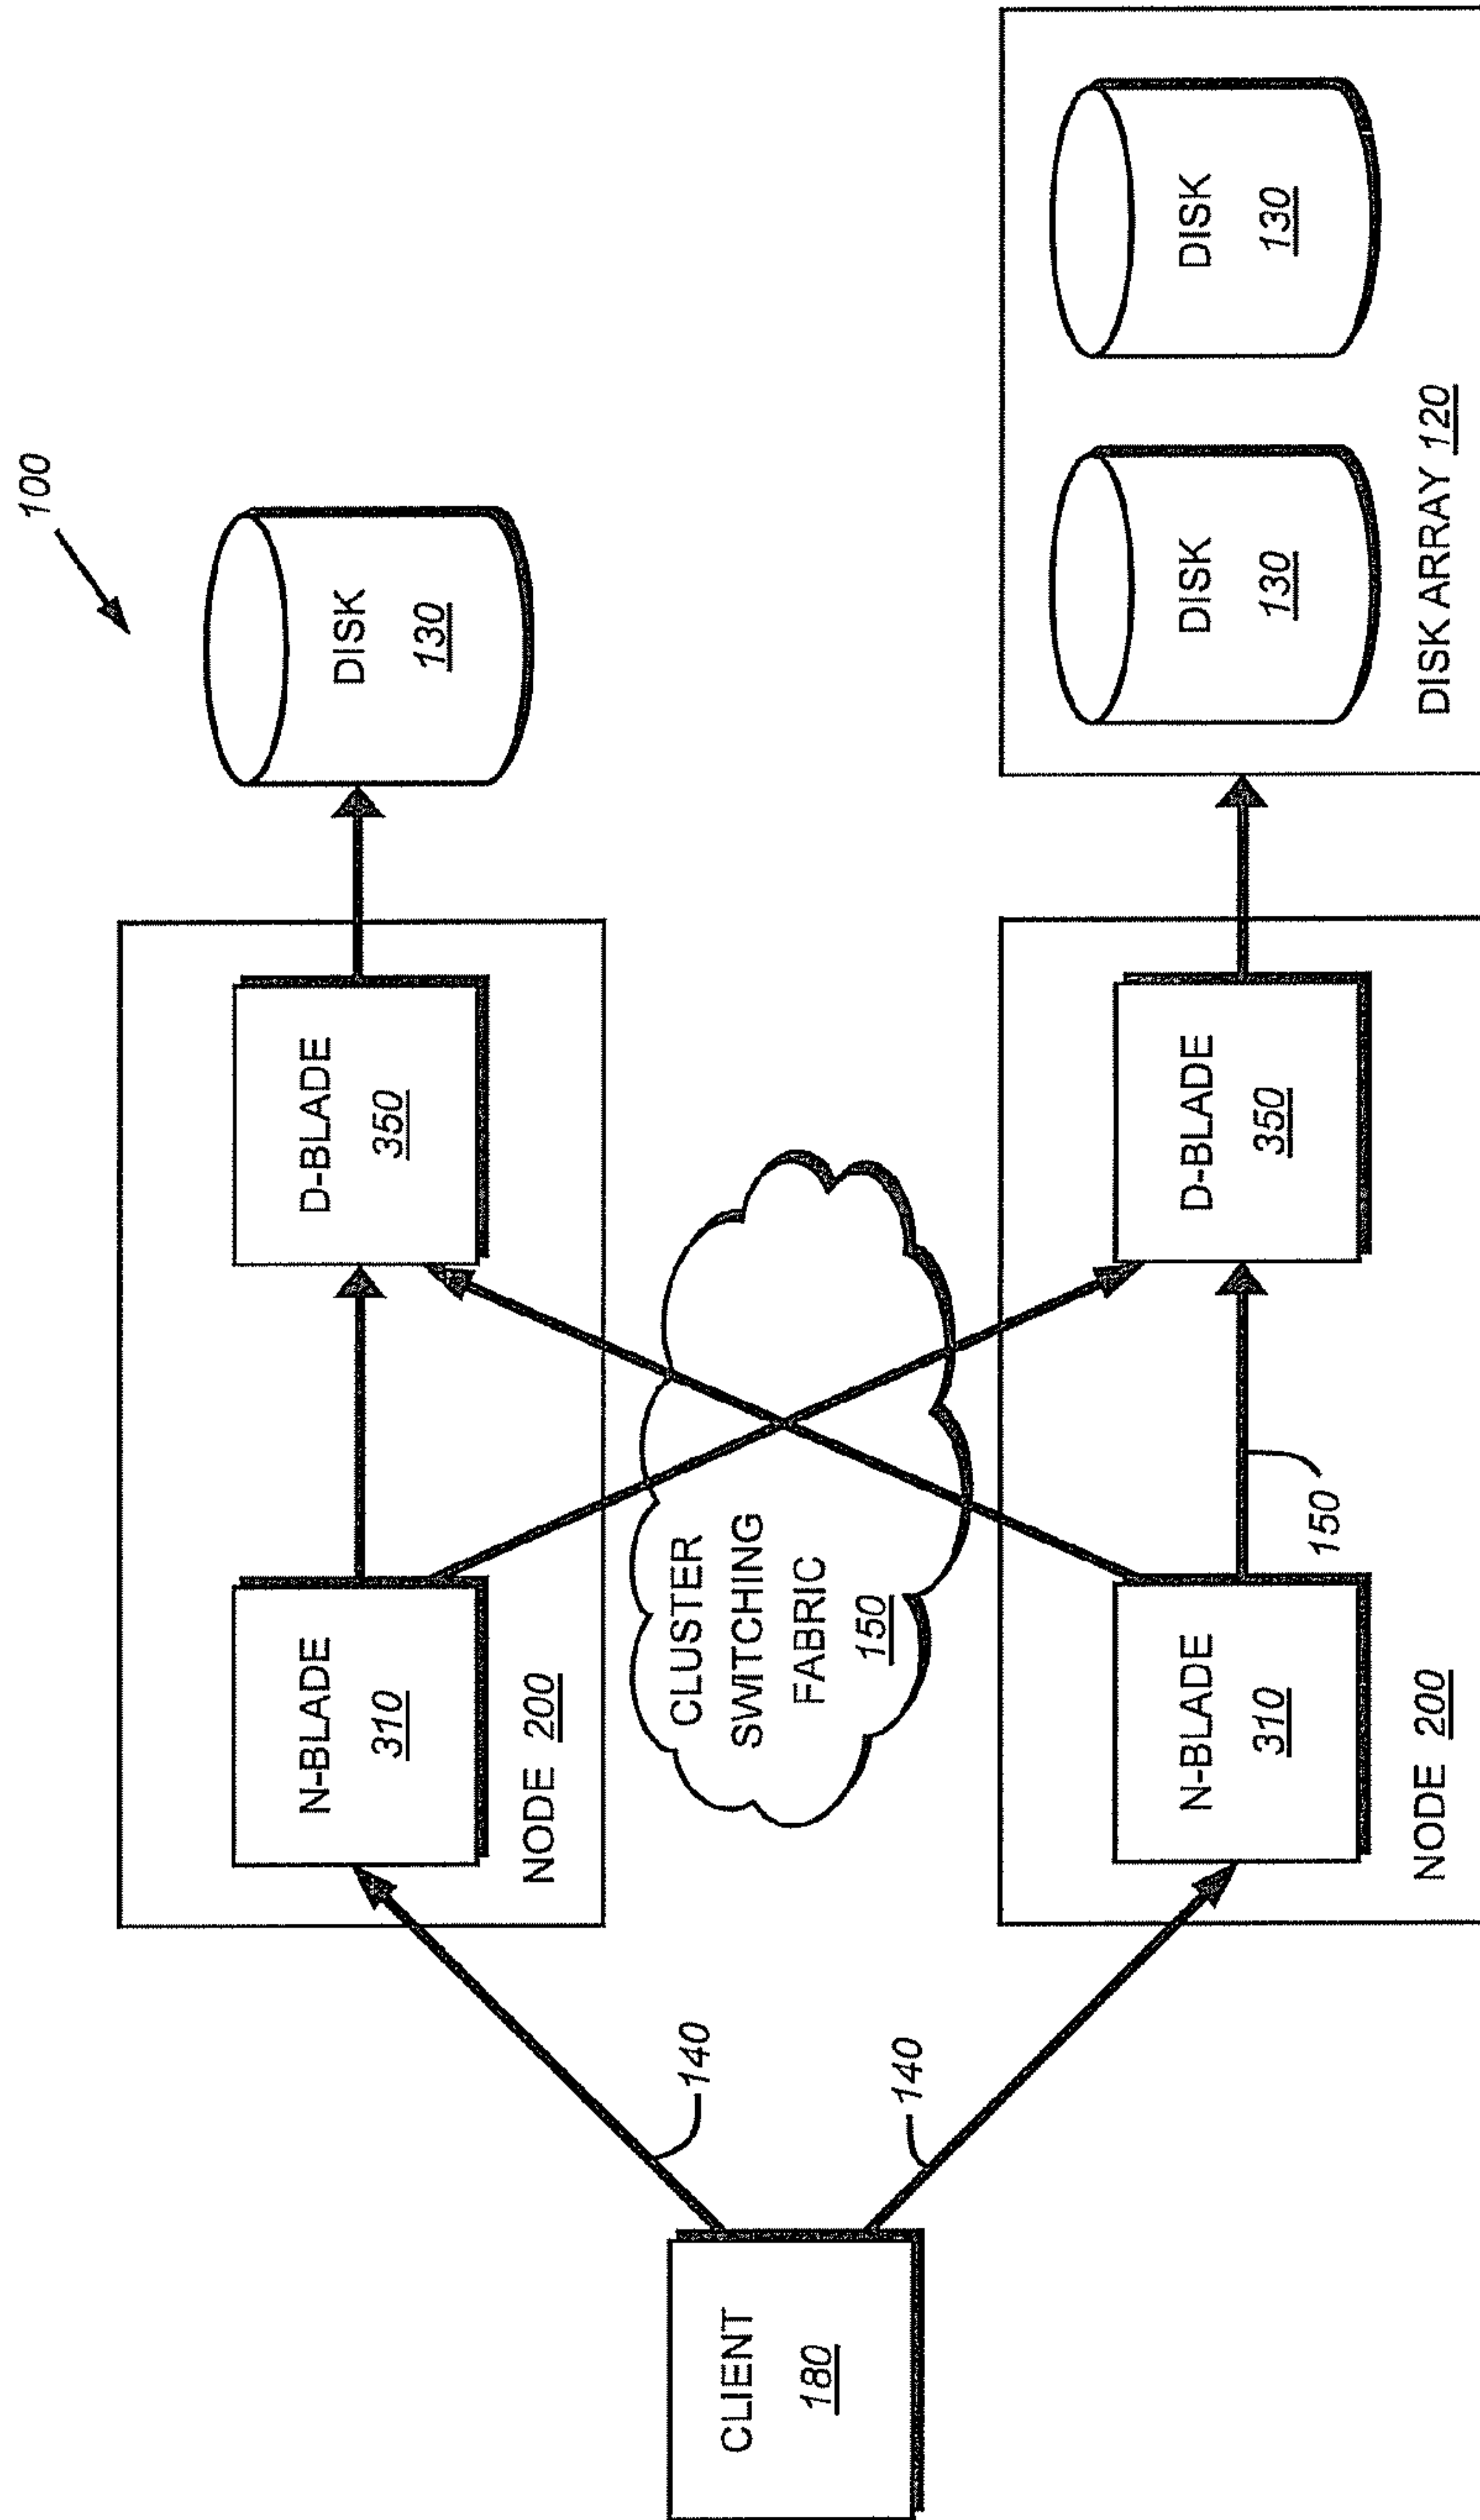 100
N-BLADE
310
D-BLADE
350
DISK
130
NODE 200
CLIENT
180
140
140
CLUSTER
SWITCHING
FABRIC
150
N-BLADE
310
D-BLADE
350
DISK
130
DISK
130
150
NODE 200
DISK ARRAY 120